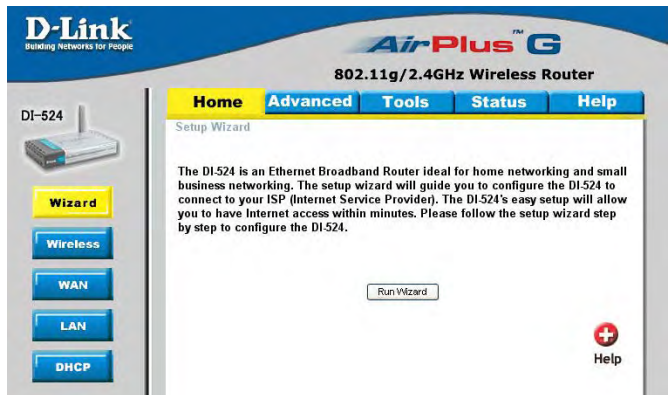 D-Link
Building Networks for People
AirPlus G™
802.11g/2.4GHz Wireless Router
DI-524
Home Advanced Tools Status Help
Setup Wizard
The DI-524 is an Ethernet Broadband Router ideal for home networking and small
business networking. The setup wizard will guide you to configure the DI-524 to
connect to your ISP (Internet Service Provider). The DI-524's easy setup will allow
you to have Internet access within minutes. Please follow the setup wizard step
by step to configure the DI-524.
Wizard
Wireless
WAN
LAN
DHCP
Run Wizard
Help